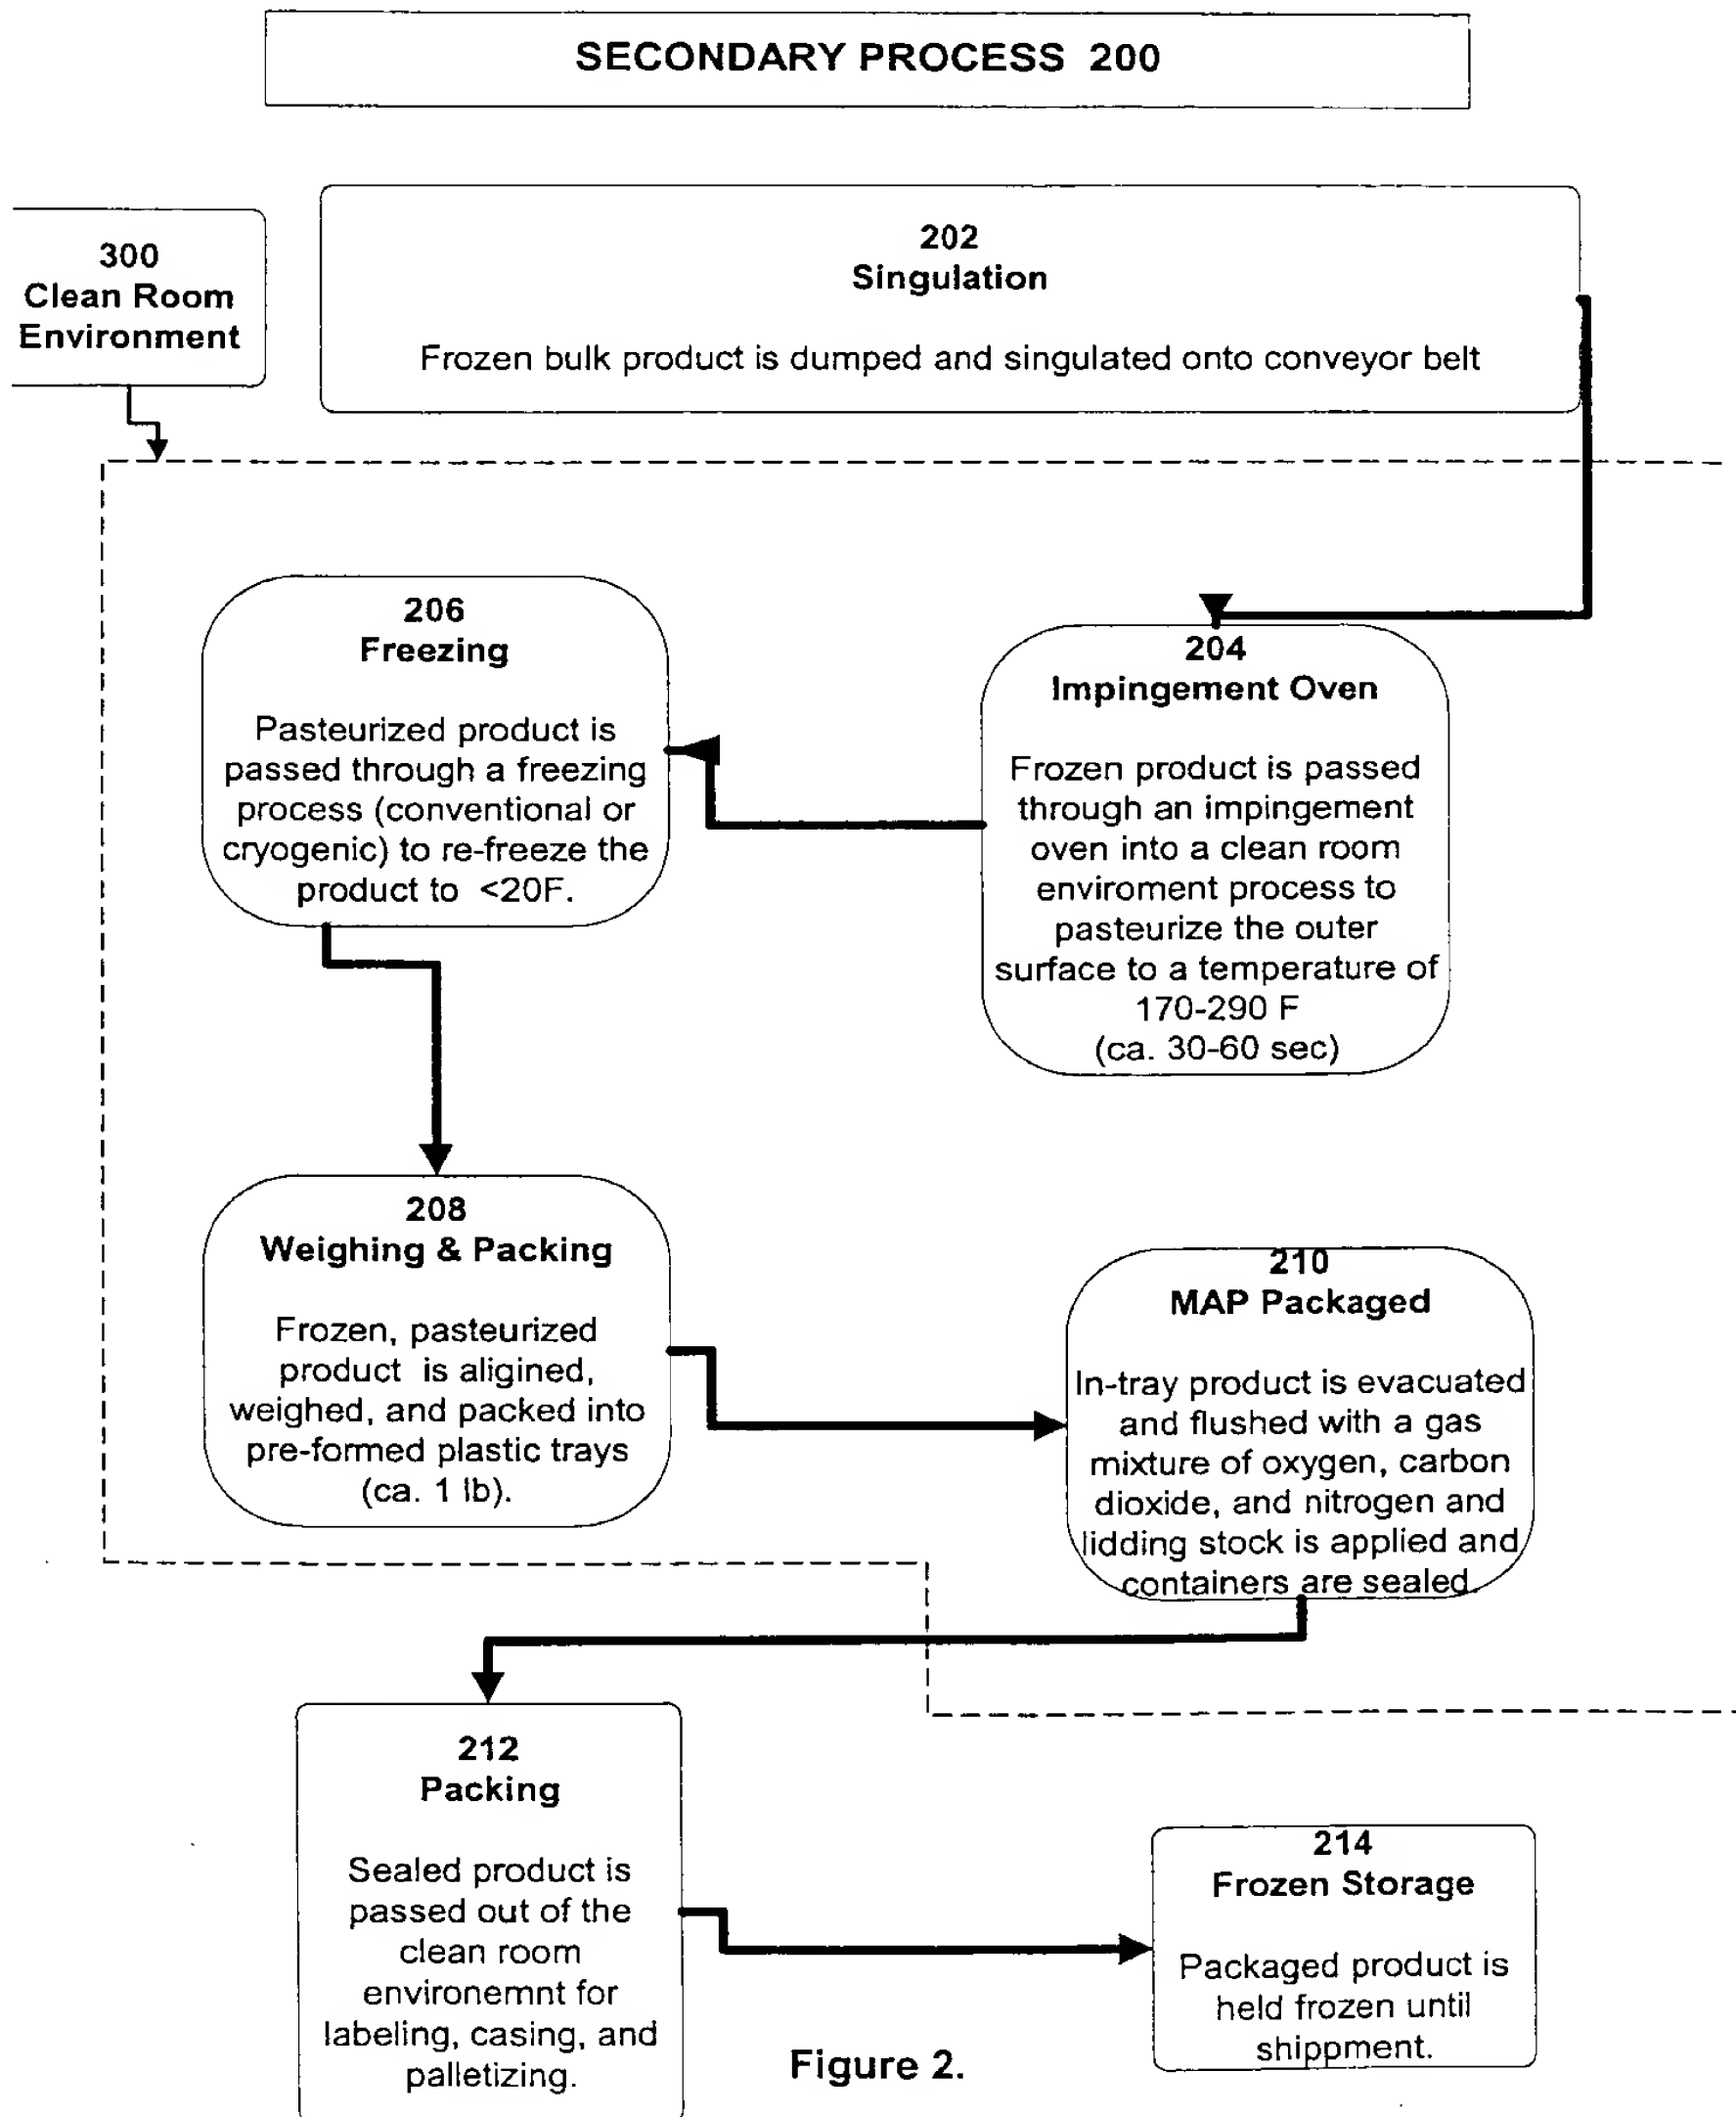 SECONDARY PROCESS 200
300
Clean Room
Environment
202
Singulation
Frozen bulk product is dumped and singulated onto conveyor belt
204
Impingement Oven
Frozen product is passed
through an impingement
oven into a clean room
enviroment process to
pasteurize the outer
surface to a temperature of
170-290 F
(ca. 30-60 sec)
206
Freezing
Pasteurized product is
passed through a freezing
process (conventional or
cryogenic) to re-freeze the
product to <20F.
208
Weighing & Packing
Frozen, pasteurized
product is aligined,
weighed, and packed into
pre-formed plastic trays
(ca. 1 lb).
210
MAP Packaged
In-tray product is evacuated
and flushed with a gas
mixture of oxygen, carbon
dioxide, and nitrogen and
lidding stock is applied and
containers are sealed.
212
Packing
Sealed product is
passed out of the
clean room
environemnt for
labeling, casing, and
palletizing.
214
Frozen Storage
Packaged product is
held frozen until
shippment.
Figure 2.